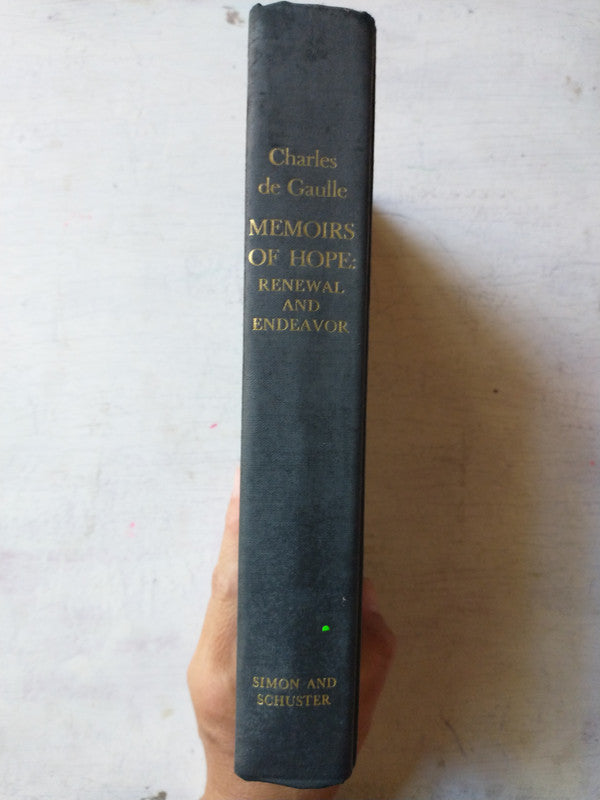 Charles
de Gaulle
MEMOIRS
OF HOPE:
RENEWAL
AND
ENDEAVOR
SIMON AND
SCHUSTER